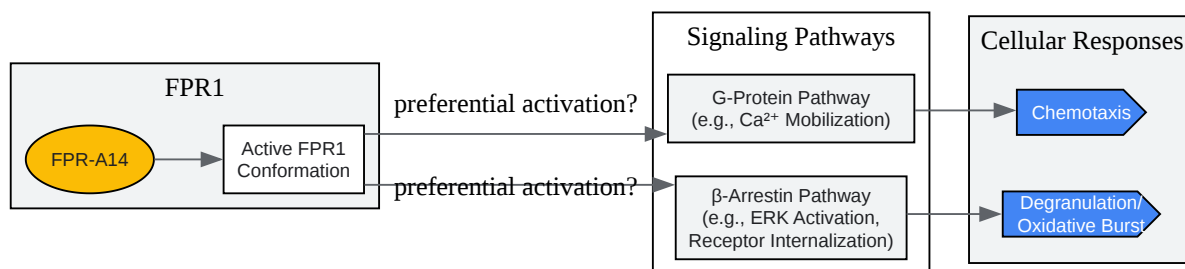 FPR1
FPR-A14
Active FPR1
Conformation
preferential activation?
preferential activation?
Signaling Pathways
G-Protein Pathway
(e.g., Ca²⁺ Mobilization)
β-Arrestin Pathway
(e.g., ERK Activation,
Receptor Internalization)
Cellular Responses
Chemotaxis
Degranulation/
Oxidative Burst